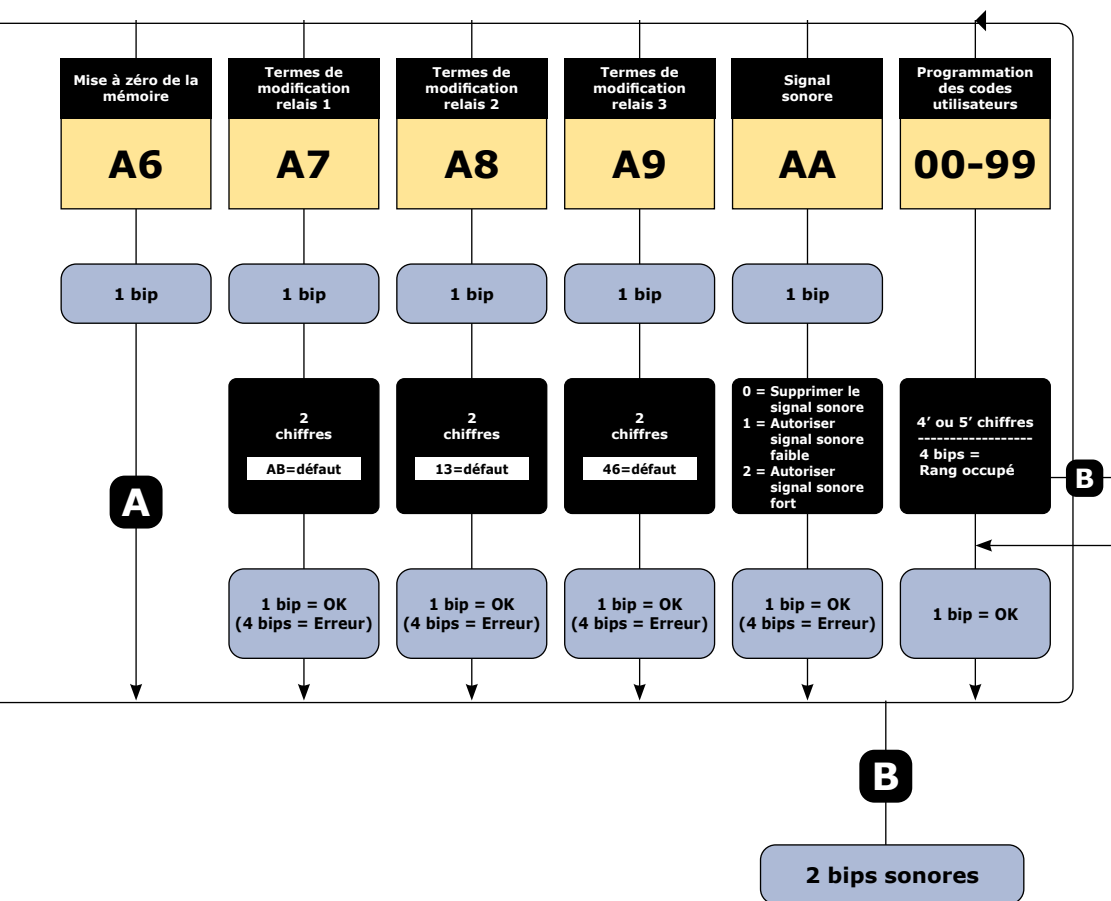 Mise à zéro de la
mémoire
A6
1 bip
A
Termes de
modification
relais 1
A7
1 bip
2
chiffres
AB=défaut
1 bip = OK
(4 bips = Erreur)
Termes de
modification
relais 2
A8
1 bip
2
chiffres
13=défaut
1 bip = OK
(4 bips = Erreur)
Termes de
modification
relais 3
A9
1 bip
2
chiffres
46=défaut
1 bip = OK
(4 bips = Erreur)
Signal
sonore
AA
1 bip
0 = Supprimer le
signal sonore
1 = Autoriser
signal sonore
faible
2 = Autoriser
signal sonore
fort
1 bip = OK
(4 bips = Erreur)
Programmation
des codes
utilisateurs
00-99
4’ ou 5’ chiffres
------------------
4 bips =
Rang occupé
B
1 bip = OK
B
2 bips sonores